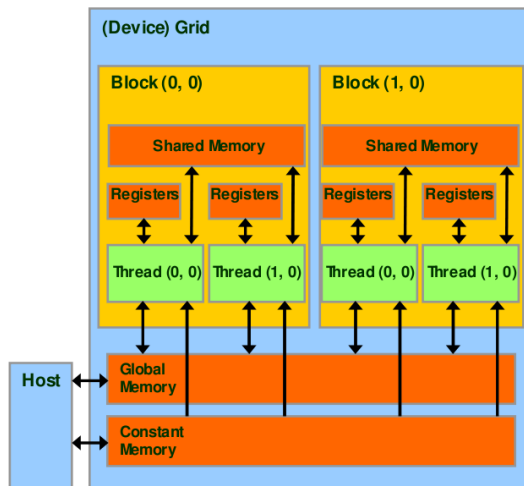 (Device) Grid
Block (0, 0)
Block (1, 0)
Shared Memory
Shared Memory
Registers
Registers
Registers
Registers
Thread (0, 0)
Thread (1, 0)
Thread (0, 0)
Thread (1, 0)
Host
Global
Memory
Constant
Memory